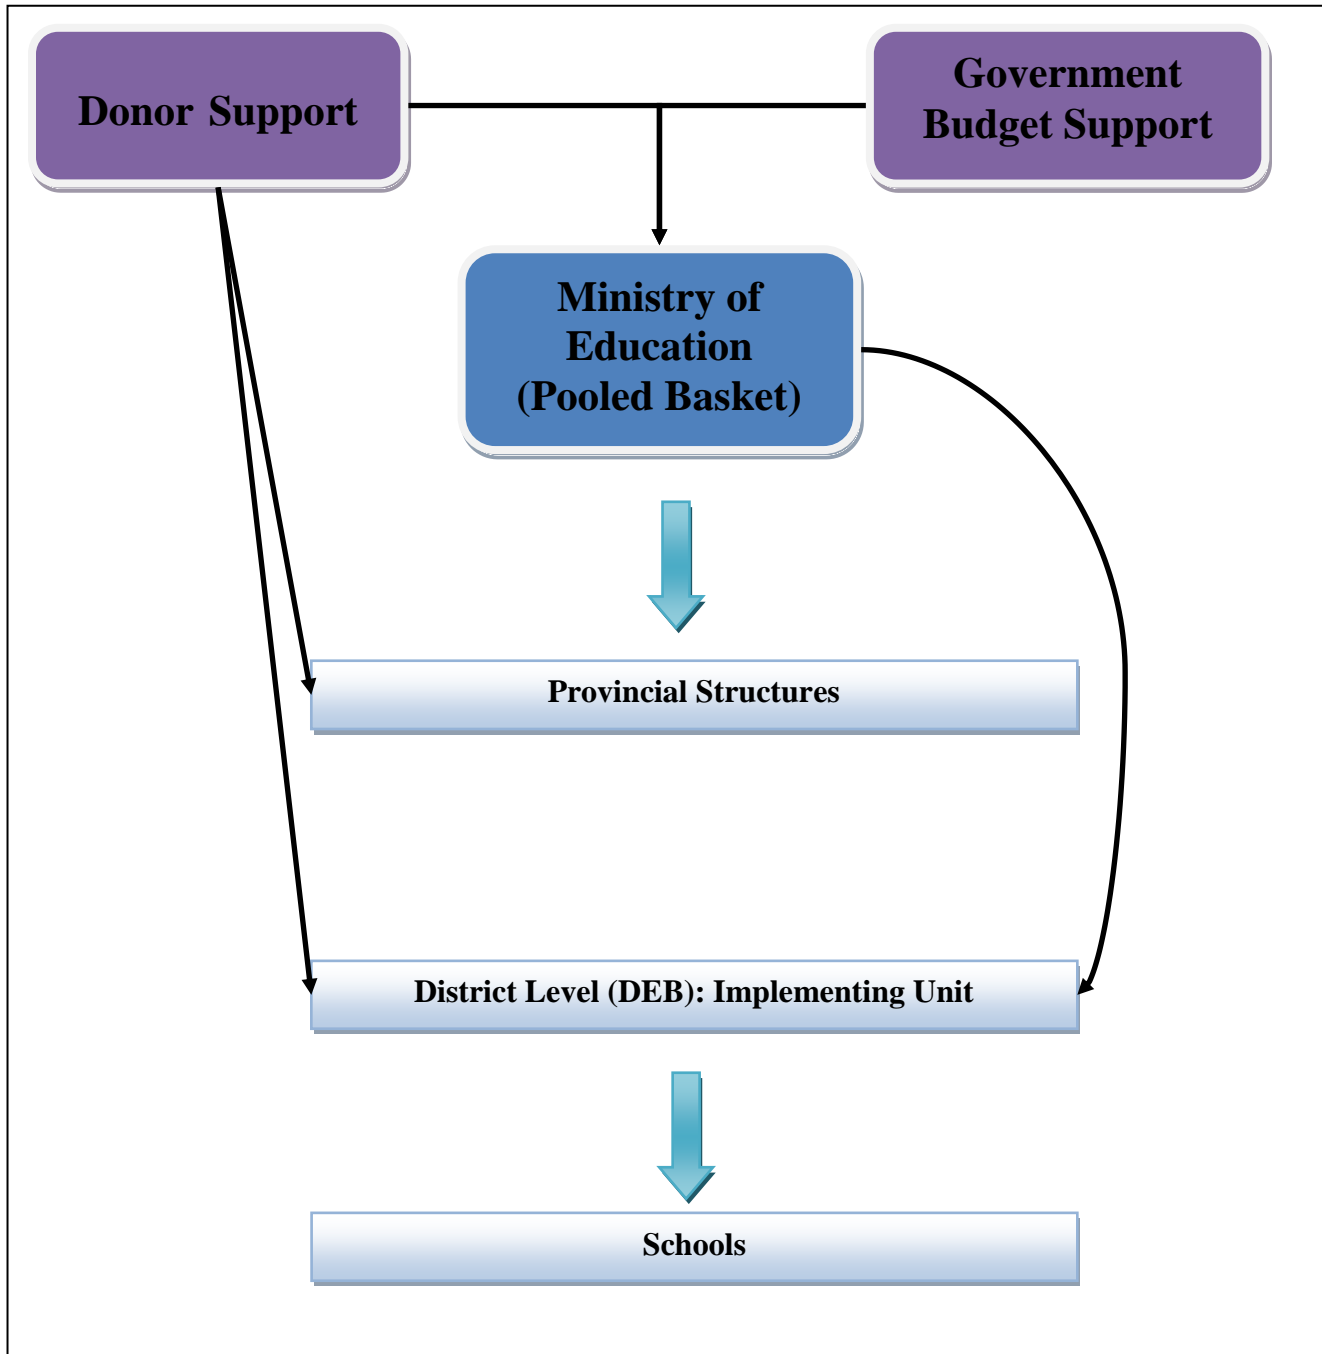 Donor Support
Government
Budget Support
Ministry of
Education
(Pooled Basket)
Provincial Structures
District Level (DEB): Implementing Unit
Schools